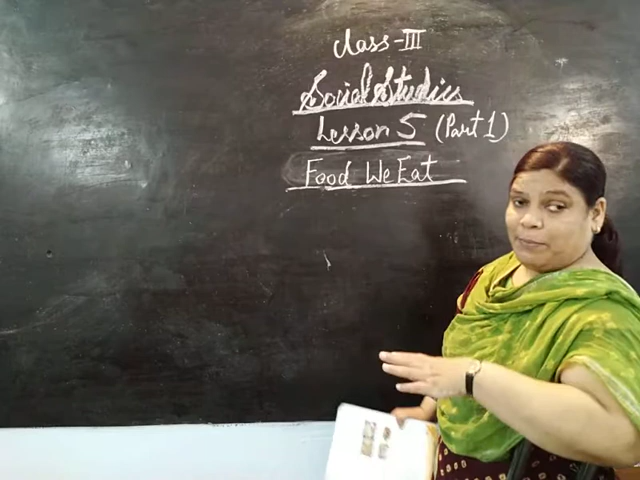 Class-III
Social Studies
Lesson 5 (Part 1)
Food We Eat